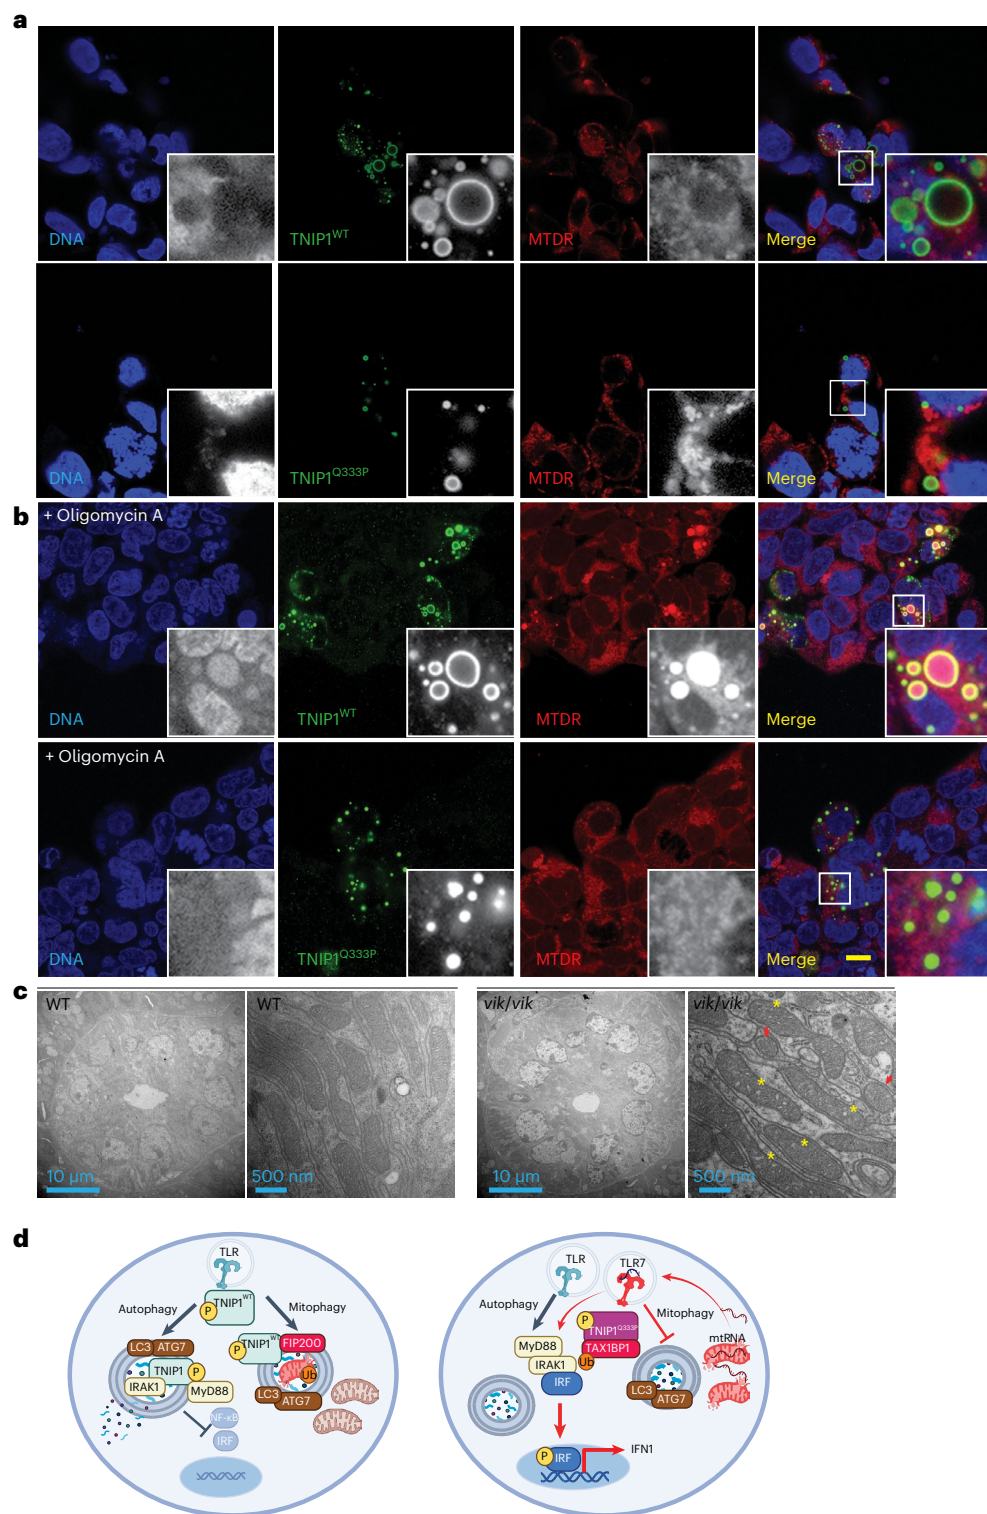 a
DNA
TNIP1WT
MTDR
Merge
DNA
TNIP1Q333P
MTDR
Merge
b
+ Oligomycin A
DNA
TNIP1WT
MTDR
Merge
+ Oligomycin A
DNA
TNIP1Q333P
MTDR
Merge
c
WT
WT
vik/vik
vik/vik
10 µm
500 nm
10 µm
500 nm
d
TLR
TNIP1WT
P
Autophagy
Mitophagy
LC3
ATG7
TNIP1
P
IRAK1
MyD88
NF-κB
IRF
TNIP1WT
P
FIP200
Ub
LC3
ATG7
TLR
TLR7
Autophagy
Mitophagy
P
TNIP1Q333P
TAX1BP1
MyD88
IRAK1
Ub
IRF
mtRNA
LC3
ATG7
P
IRF
IFN1